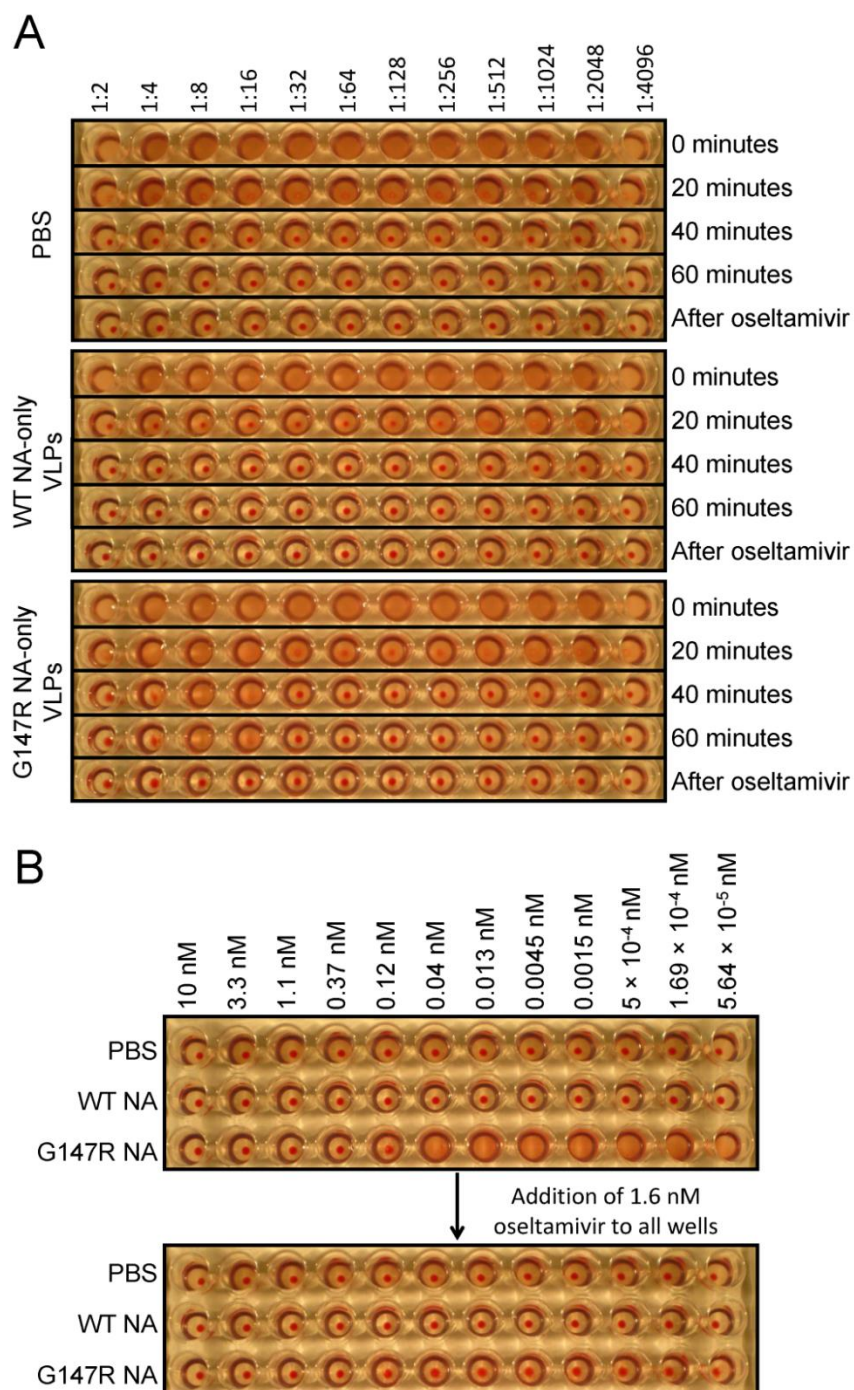 A
1:2 1:4 1:8 1:16 1:32 1:64 1:128 1:256 1:512 1:1024 1:2048 1:4096
PBS
0 minutes
20 minutes
40 minutes
60 minutes
After oseltamivir
WT NA-only
VLPs
0 minutes
20 minutes
40 minutes
60 minutes
After oseltamivir
G147R NA-only
VLPs
0 minutes
20 minutes
40 minutes
60 minutes
After oseltamivir
B
10 nM 3.3 nM 1.1 nM 0.37 nM 0.12 nM 0.04 nM 0.013 nM 0.0045 nM 0.0015 nM 5 × 10⁻⁴ nM 1.69 × 10⁻⁴ nM 5.64 × 10⁻⁵ nM
PBS
WT NA
G147R NA
Addition of 1.6 nM
oseltamivir to all wells
PBS
WT NA
G147R NA